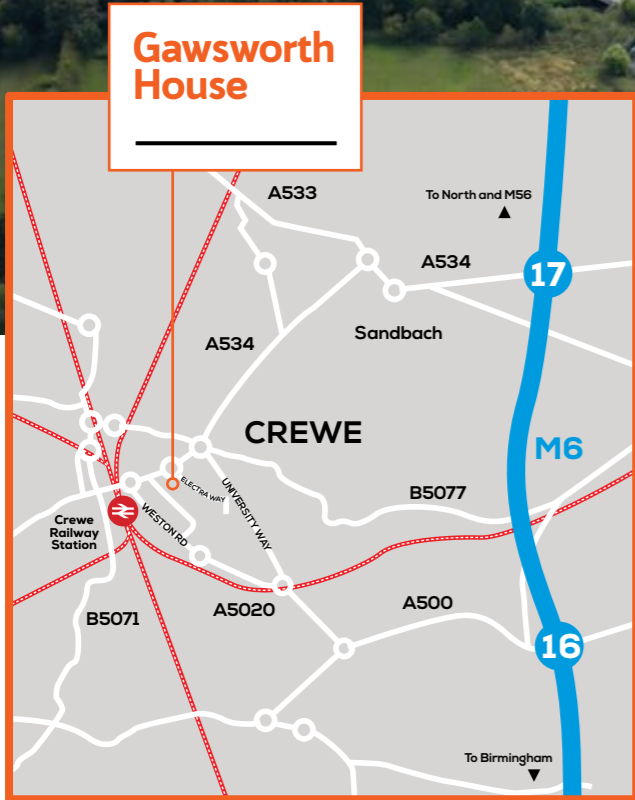 Gawsworth
House
A533
To North and M56
A534
17
Sandbach
A534
CREWE
M6
ELECTRA WAY
UNIVERSITY WAY
B5077
WESTON RD
Crewe
Railway
Station
B5071
A5020
A500
16
To Birmingham